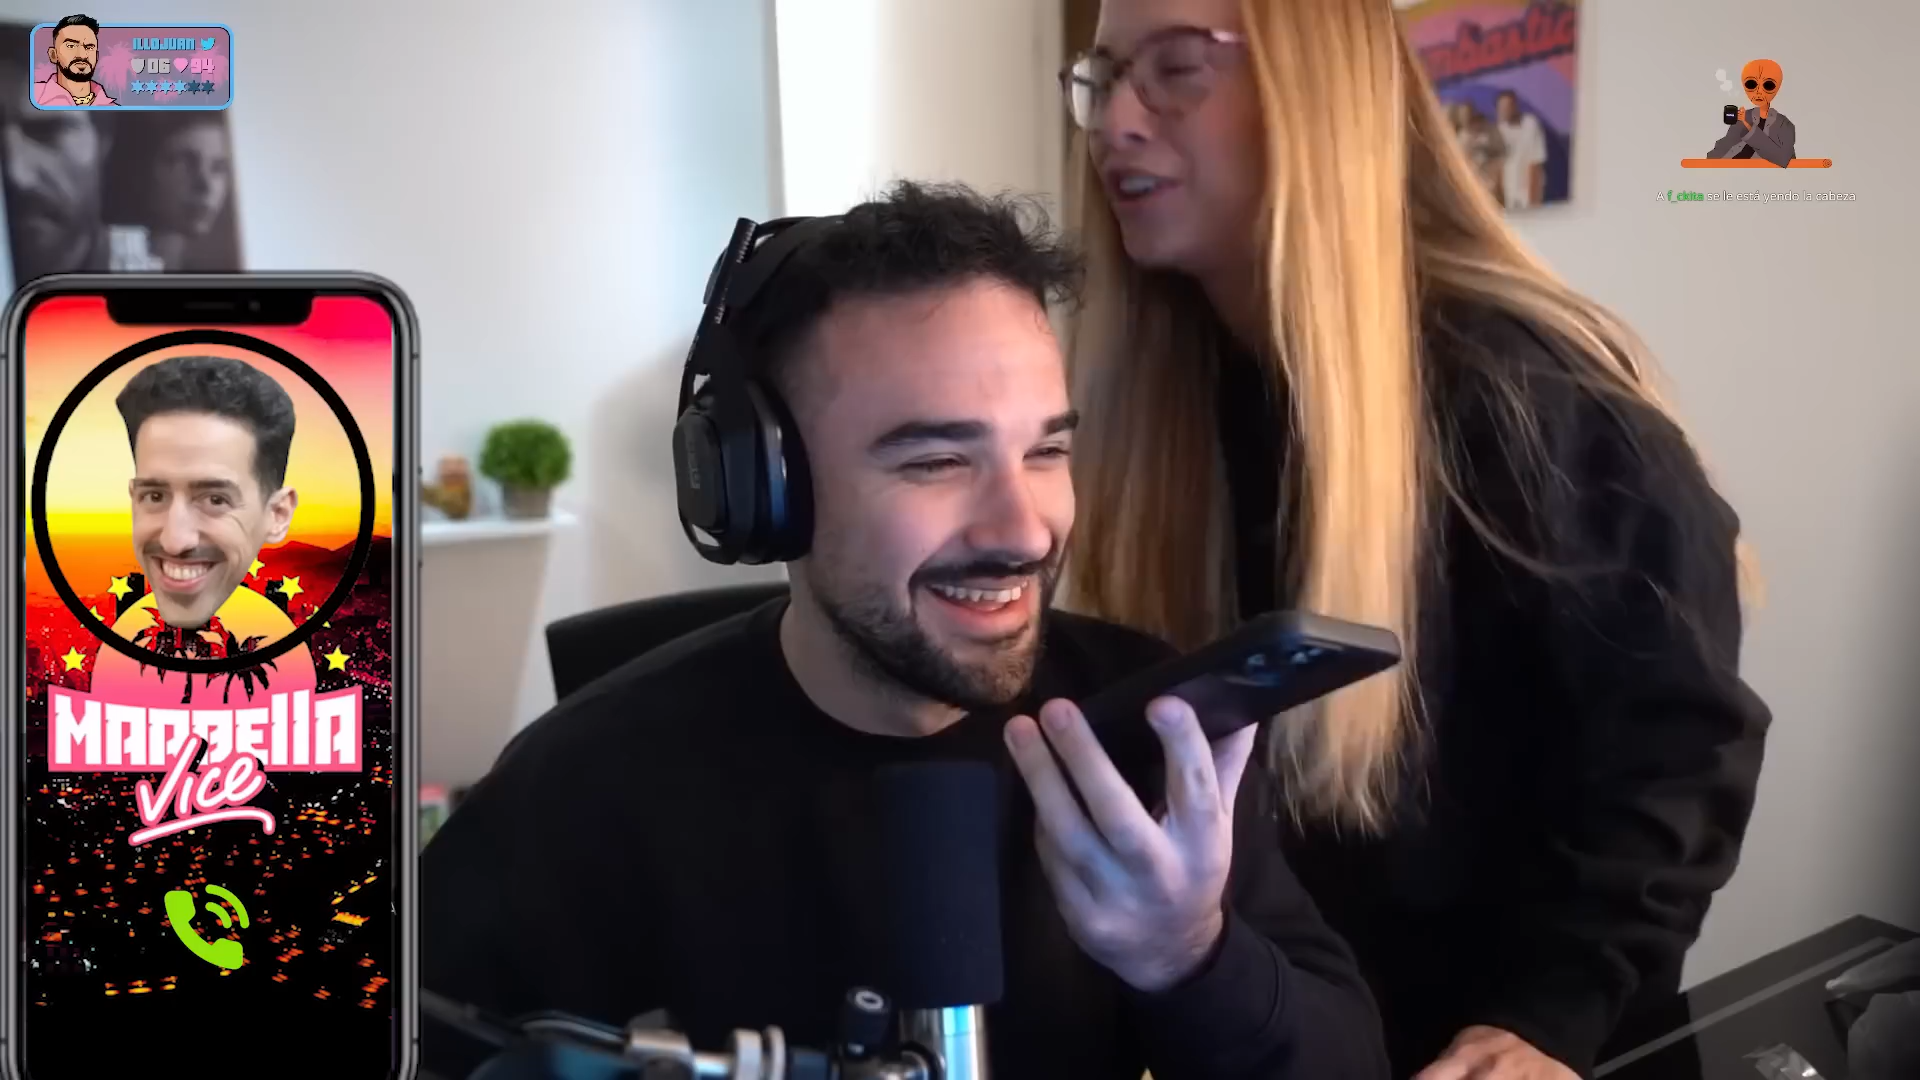 ILLOJUAN
06 94
A f_ckita se le está yendo la cabeza
MARBElla
Vice